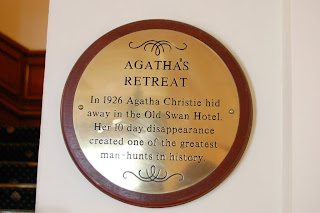 AGATHA'S
RETREAT
In 1926 Agatha Christie hid
away in the Old Swan Hotel.
Her 10 day disappearance
created one of the greatest
man-hunts in history.